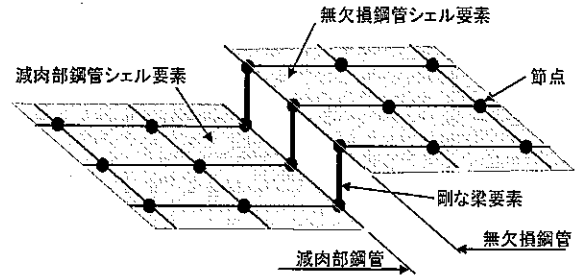 無欠損鋼管シェル要素
減肉部鋼管シェル要素
節点
剛な梁要素
無欠損鋼管
減肉部鋼管